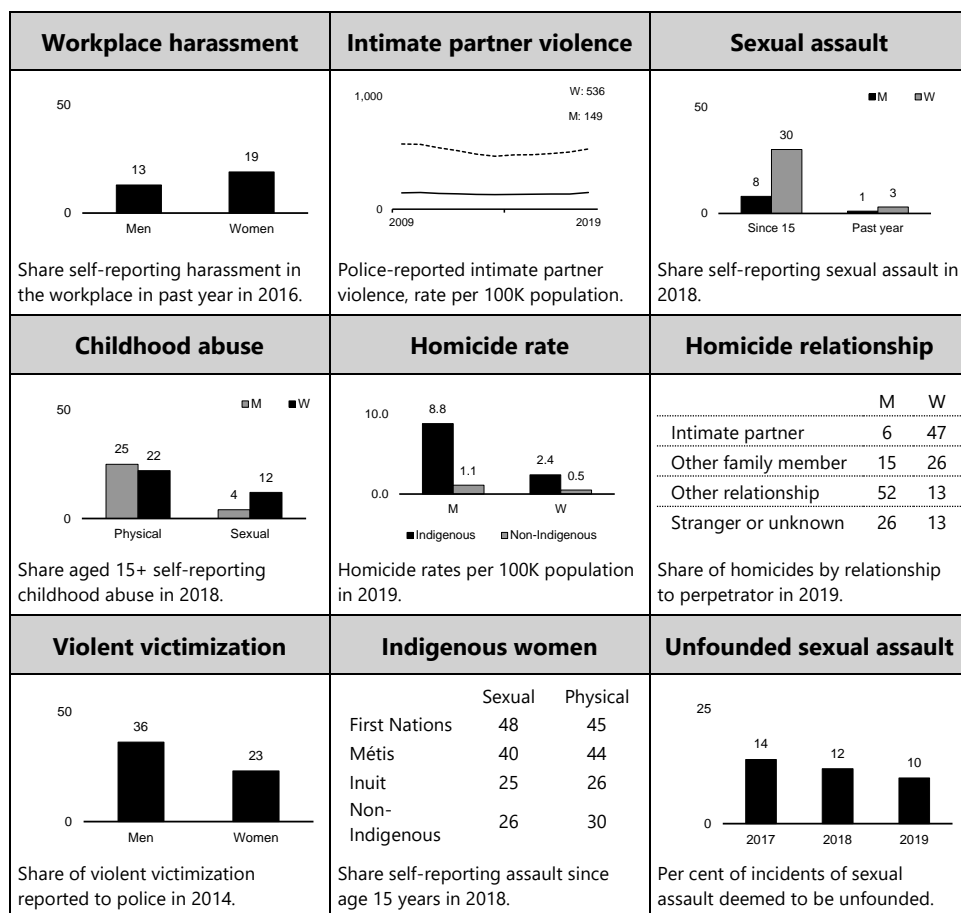 Workplace harassment
50
13
19
0
Men
Women
Share self-reporting harassment in
the workplace in past year in 2016.
Intimate partner violence
1,000
W: 536
M: 149
0
2009
2019
Police-reported intimate partner
violence, rate per 100K population.
Sexual assault
50
M W
30
8
1
3
0
Since 15
Past year
Share self-reporting sexual assault in
2018.
Childhood abuse
50
M W
25
22
4
12
0
Physical
Sexual
Share aged 15+ self-reporting
childhood abuse in 2018.
Homicide rate
10.0
8.8
1.1
2.4
0.5
0.0
M
W
Indigenous Non-Indigenous
Homicide rates per 100K population
in 2019.
Homicide relationship
M W
Intimate partner 6 47
Other family member 15 26
Other relationship 52 13
Stranger or unknown 26 13
Share of homicides by relationship
to perpetrator in 2019.
Violent victimization
50
36
23
0
Men
Women
Share of violent victimization
reported to police in 2014.
Indigenous women
Sexual Physical
First Nations 48 45
Métis 40 44
Inuit 25 26
Non-
Indigenous 26 30
Share self-reporting assault since
age 15 years in 2018.
Unfounded sexual assault
25
14
12
10
0
2017
2018
2019
Per cent of incidents of sexual
assault deemed to be unfounded.